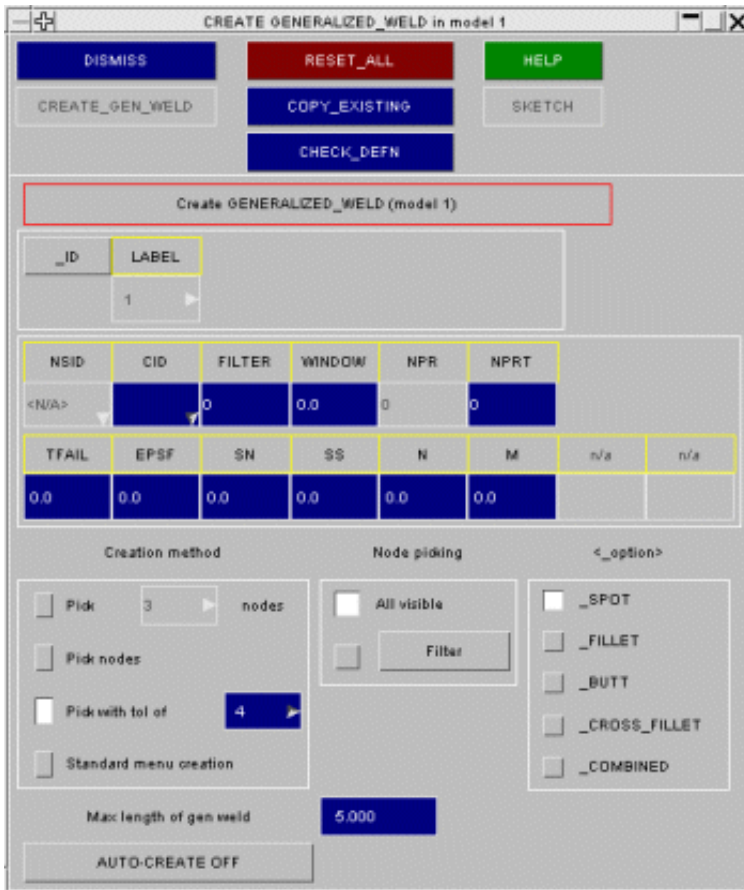 CREATE GENERALIZED_WELD in model 1
DISMISS RESET_ALL HELP
CREATE_GEN_WELD COPY_EXISTING SKETCH
CHECK_DEFN
Create GENERALIZED_WELD (model 1)
_ID LABEL
1
NSID CID FILTER WINDOW NPR NPRT
<N/A> 0 0.0 0 0
TFAIL EPSF SN SS N M n/a n/a
0.0 0.0 0.0 0.0 0.0 0.0
Creation method Node picking <_option>
Pick 3 nodes All visible _SPOT
Pick nodes Filter _FILLET
Pick with tol of 4 _BUTT
Standard menu creation _CROSS_FILLET
_COMBINED
Max length of gen weld 5.000
AUTO-CREATE OFF